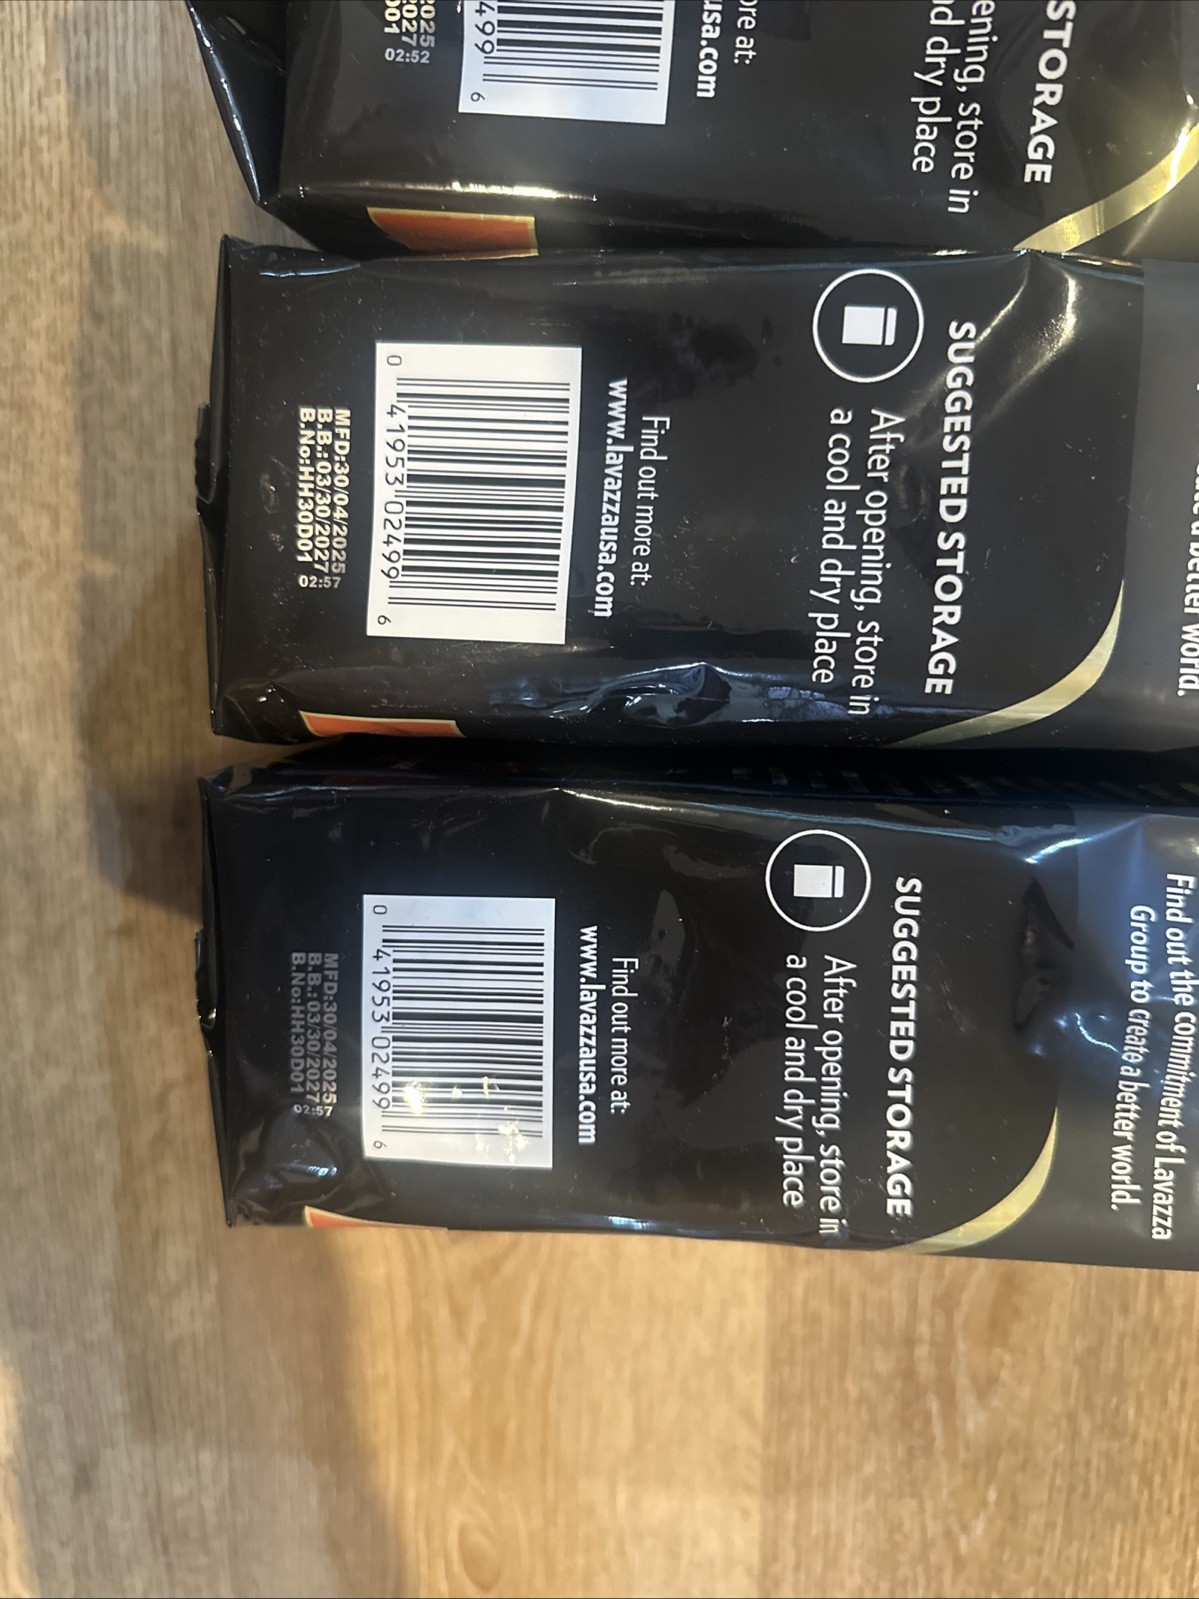 STORAGE
ening, store in
d dry place
ore at:
usa.com
499 6
2025
2027
001 02:52
SUGGESTED STORAGE
After opening, store in
a cool and dry place
Find out more at:
www.lavazzausa.com
0 41953 02499 6
MFD:30/04/2025
B.B.:03/30/2027
B.No:HH30D01 02:57
a better world.
Find out the commitment of Lavazza
Group to create a better world.
SUGGESTED STORAGE
After opening, store in
a cool and dry place
Find out more at:
www.lavazzausa.com
0 41953 02499 6
MFD:30/04/2025
B.B.:03/30/2027
B.No:HH30D01 02:57